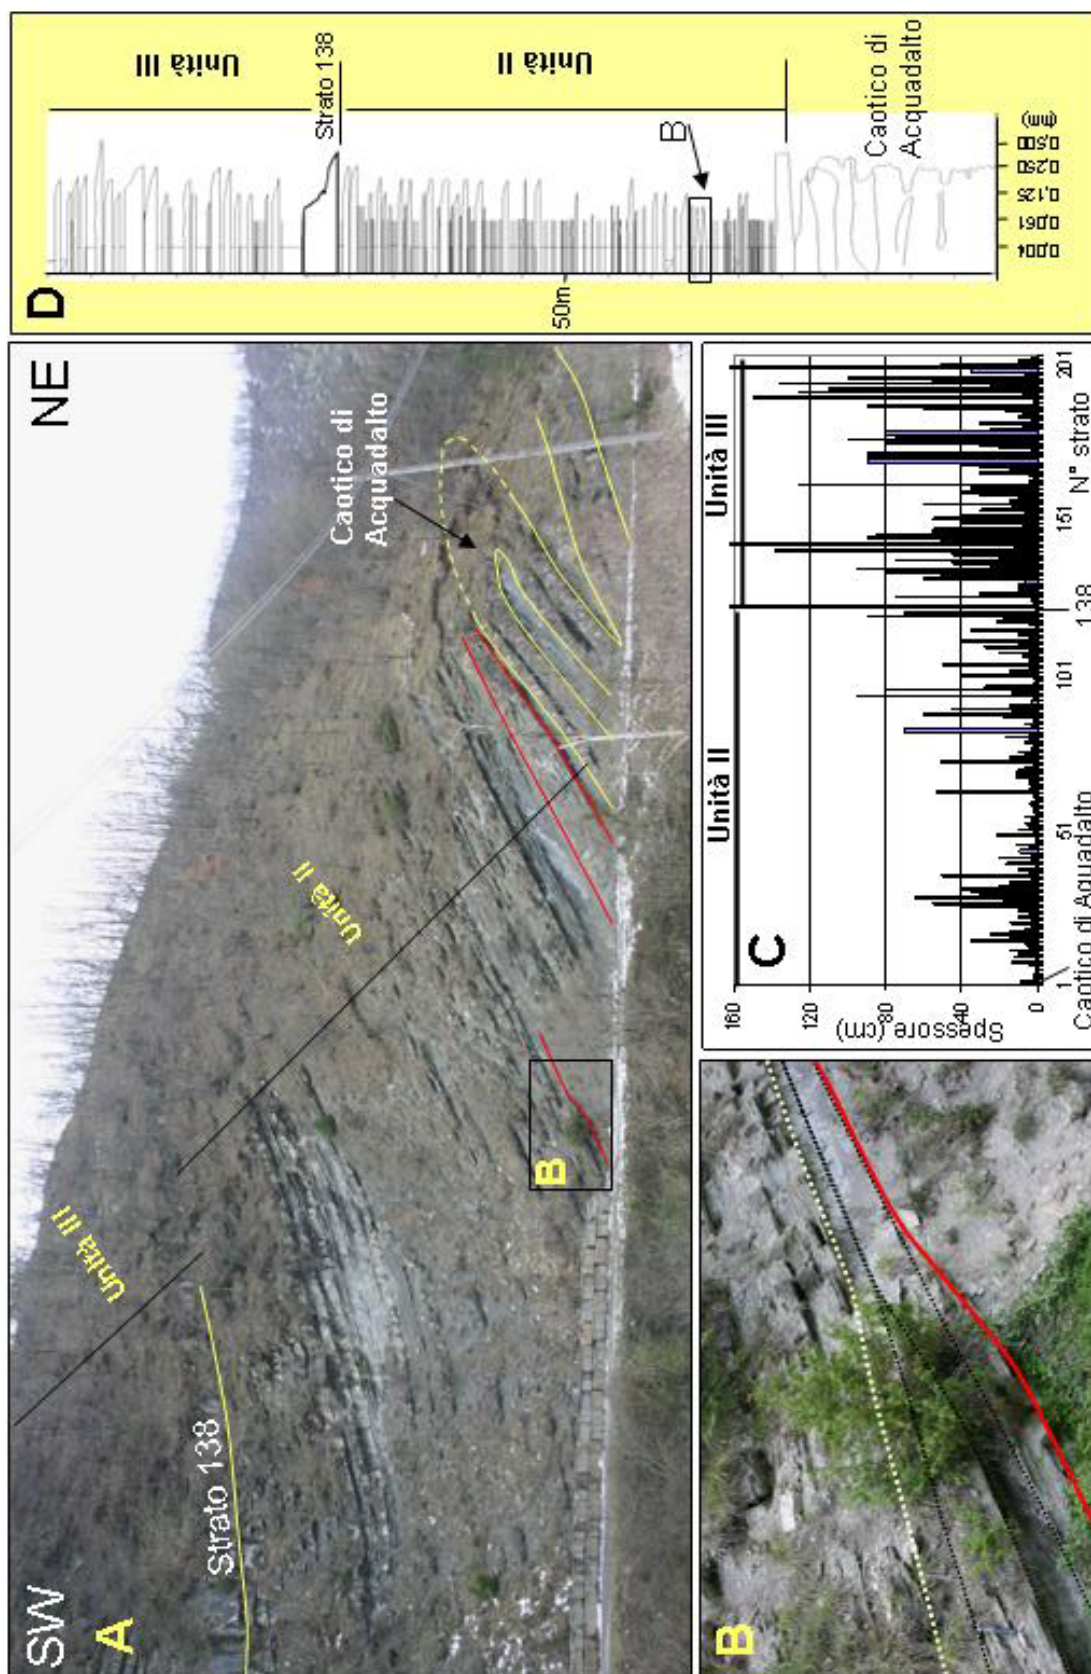 SW
NE
A
Unità III
Unità II
Strato 138
Caotico di
Acquadalto
B
B
C
Unità II
Unità III
Spessore (cm)
160
120
80
40
0
1
51
101
138
151
201
N° strato
Caotico di Aquadalto
D
Unità III
Strato 138
Unità II
B
Caotico di
Acquadalto
50m
(mm)
0,500
0,250
0,125
0,061
0,004